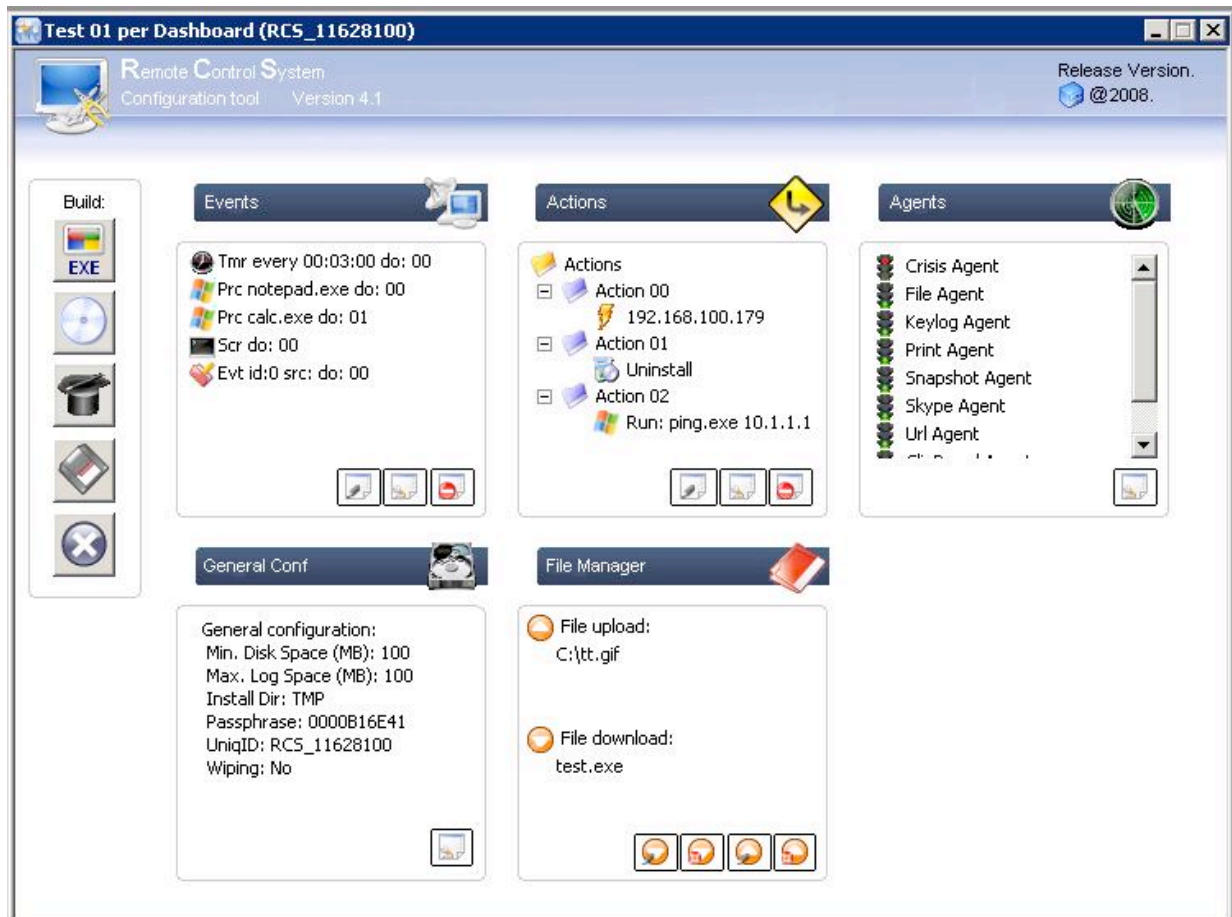 Test 01 per Dashboard (RCS_11628100)
Remote Control System
Configuration tool Version 4.1
Release Version.
@2008.
Build:
EXE
Events
Tmr every 00:03:00 do: 00
Prc notepad.exe do: 00
Prc calc.exe do: 01
Scr do: 00
Evt id:0 src: do: 00
Actions
Actions
Action 00
192.168.100.179
Action 01
Uninstall
Action 02
Run: ping.exe 10.1.1.1
Agents
Crisis Agent
File Agent
Keylog Agent
Print Agent
Snapshot Agent
Skype Agent
Url Agent
General Conf
General configuration:
Min. Disk Space (MB): 100
Max. Log Space (MB): 100
Install Dir: TMP
Passphrase: 0000B16E41
UniqID: RCS_11628100
Wiping: No
File Manager
File upload:
C:\tt.gif
File download:
test.exe